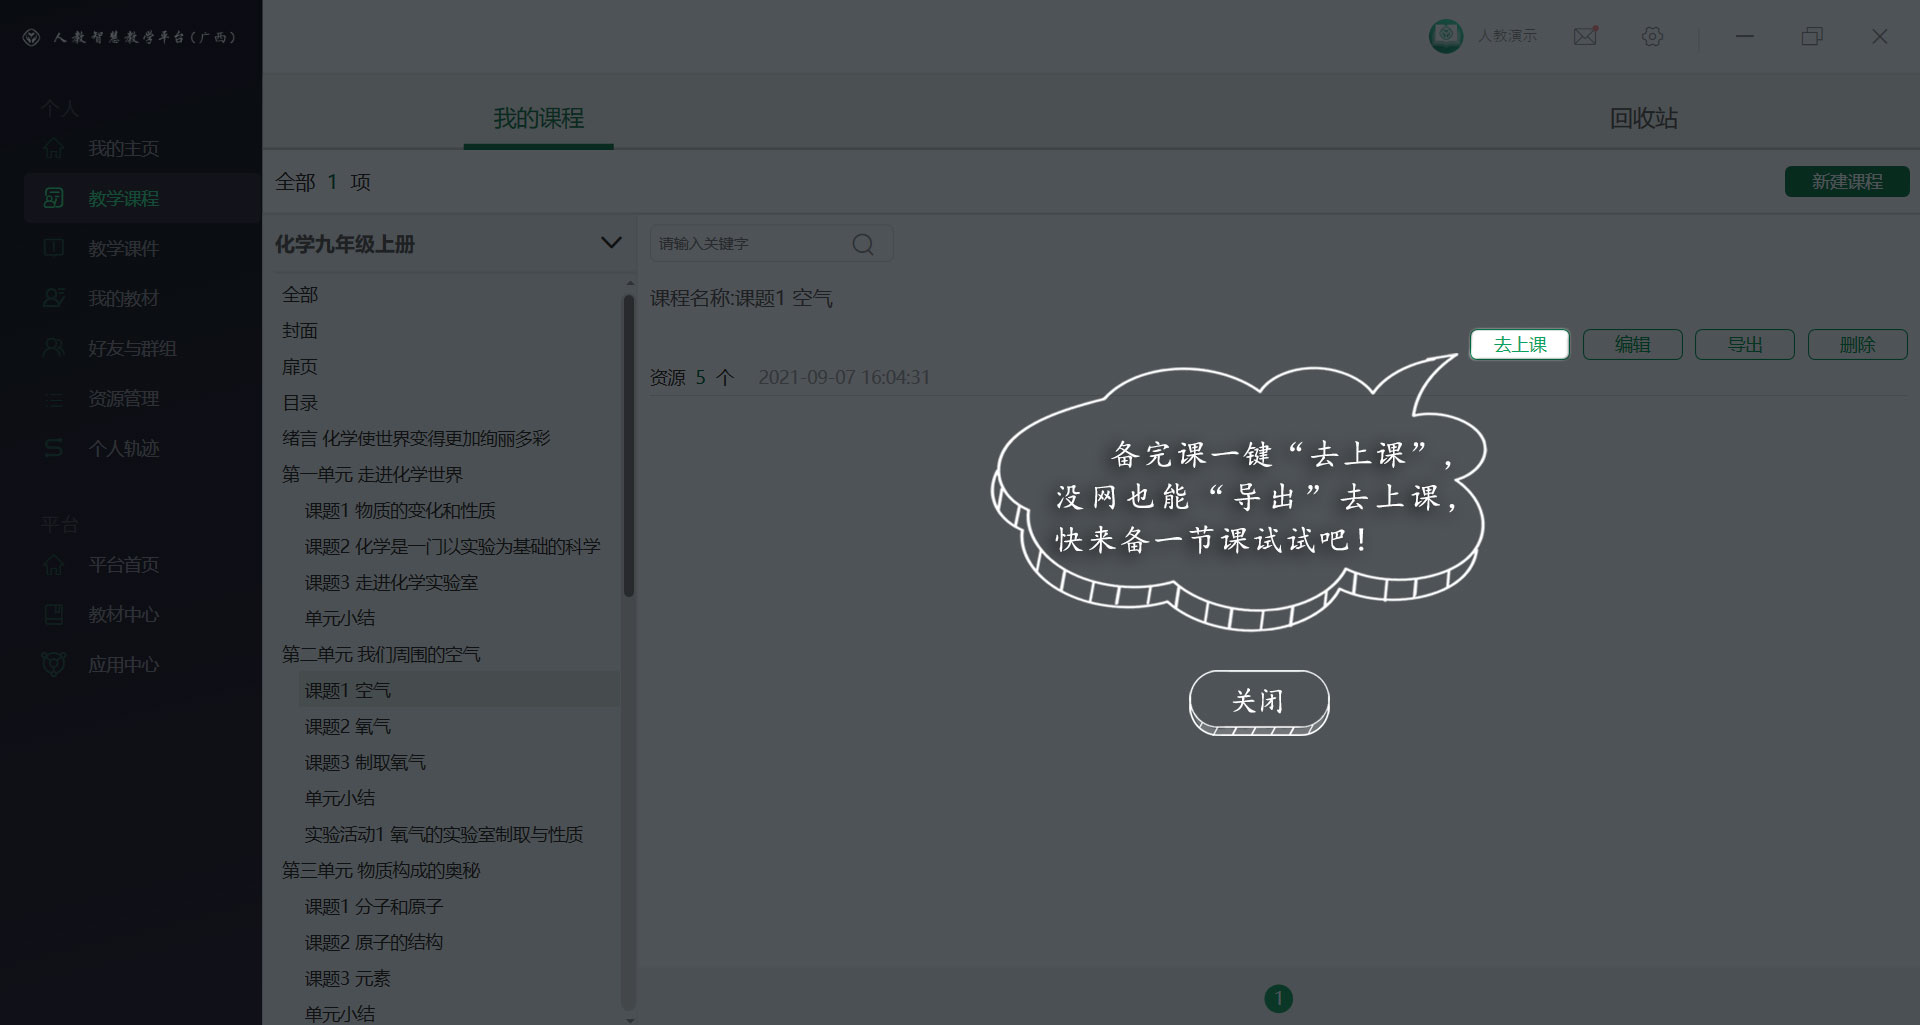 人教智慧教学平台(广西)
人教演示
个人
我的主页
教学课程
教学课件
我的教材
好友与群组
资源管理
个人轨迹
平台
平台首页
教材中心
应用中心
我的课程
回收站
全部 1 项
新建课程
化学九年级上册
请输入关键字
全部
封面
扉页
目录
绪言 化学使世界变得更加绚丽多彩
第一单元 走进化学世界
课题1 物质的变化和性质
课题2 化学是一门以实验为基础的科学
课题3 走进化学实验室
单元小结
第二单元 我们周围的空气
课题1 空气
课题2 氧气
课题3 制取氧气
单元小结
实验活动1 氧气的实验室制取与性质
第三单元 物质构成的奥秘
课题1 分子和原子
课题2 原子的结构
课题3 元素
单元小结
课程名称:课题1 空气
去上课
编辑
导出
删除
资源 5 个 2021-09-07 16:04:31
备完课一键“去上课”，
没网也能“导出”去上课，
快来备一节课试试吧！
关闭
1